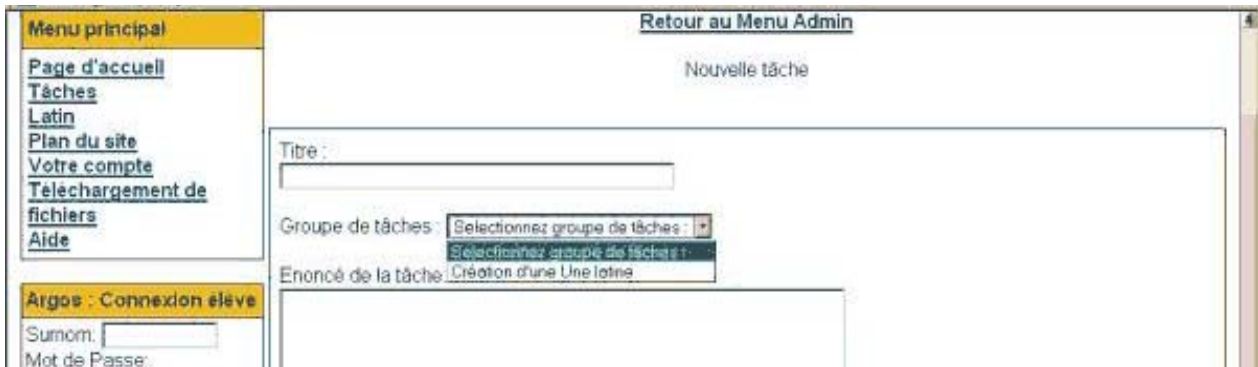 Menu principal
Page d'accueil
Tâches
Latin
Plan du site
Votre compte
Téléchargement de
fichiers
Aide
Argos : Connexion élève
Surnom:
Mot de Passe:
Retour au Menu Admin
Nouvelle tâche
Titre :
Groupe de tâches : Selectionnez groupe de tâches :
Selectionnez groupe de tâches :
Création d'une Une latine
Enoncé de la tâche